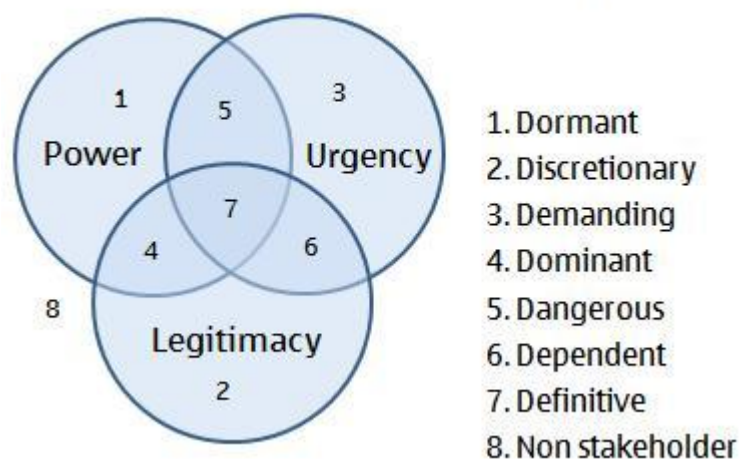 1
5
3
Power
Urgency
7
4
6
8
Legitimacy
2
1. Dormant
2. Discretionary
3. Demanding
4. Dominant
5. Dangerous
6. Dependent
7. Definitive
8. Non stakeholder